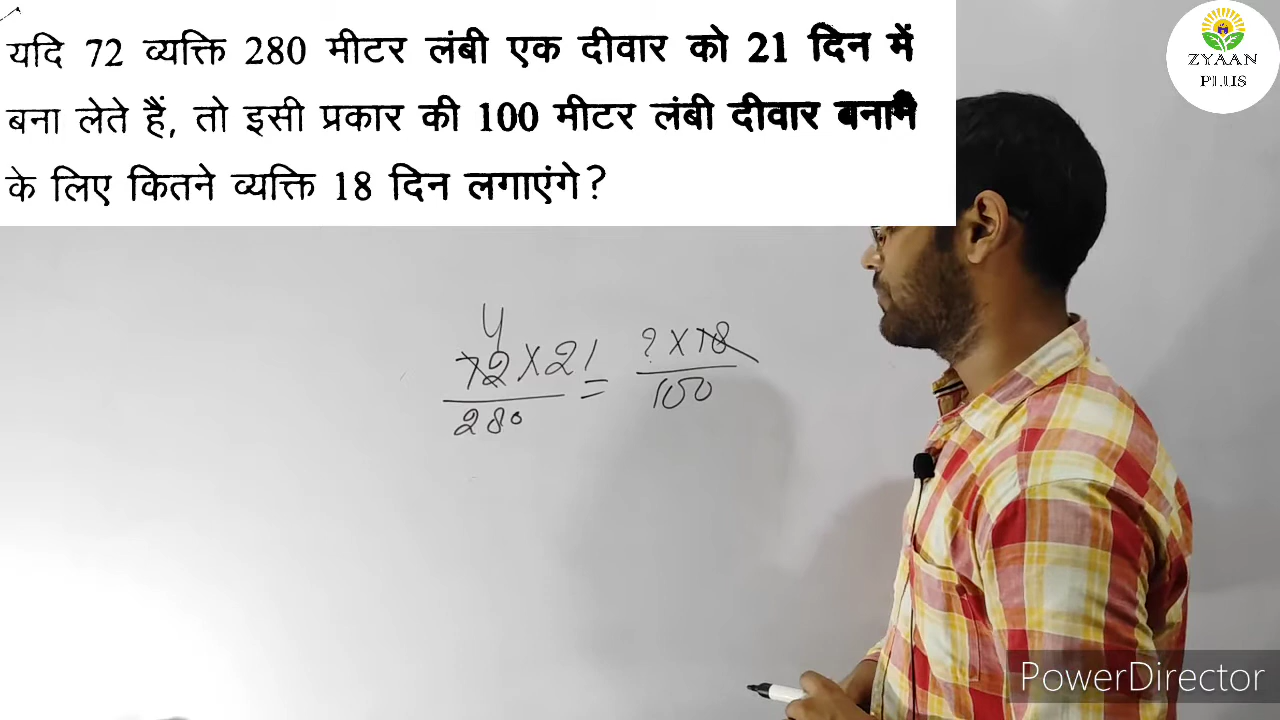 यदि 72 व्यक्ति 280 मीटर लंबी एक दीवार को 21 दिन में
बना लेते हैं, तो इसी प्रकार की 100 मीटर लंबी दीवार बनाने
के लिए कितने व्यक्ति 18 दिन लगाएंगे?
ZYAAN
PLUS
4
72 × 21 = ? × 18
280 100
PowerDirector